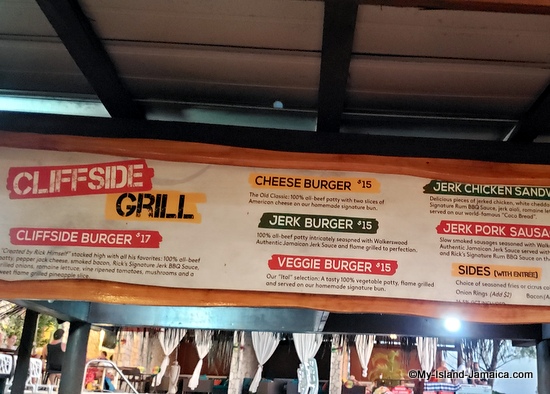 CLIFFSIDE
GRILL
CLIFFSIDE BURGER $17
"Created by Rick Himself" stacked high with all his favorites: 100% all-beef
patty, pepper jack cheese, smoked bacon, Rick's Signature Jerk BBQ Sauce,
onions, romaine lettuce, vine ripened tomatoes, mushrooms and a
sweet flame grilled pineapple slice.
CHEESE BURGER $15
The Old Classic: 100% all-beef patty with two slices of
American cheese on our homemade signature bun.
JERK BURGER $15
100% all-beef patty intricately seasoned with Walkerswood
Authentic Jamaican Jerk Sauce and flame grilled to perfection.
VEGGIE BURGER $15
Our "Ital" selection: A tasty 100% vegetable patty, flame grilled
and served on our homemade signature bun.
JERK CHICKEN SANDW
Delicious pieces of jerked chicken, white chedda
Signature Rum BBQ Sauce, jerk aioli, romaine le
served on our world-famous "Coco Bread".
JERK PORK SAUSA
Slow smoked sausages seasoned with Walk
Authentic Jamaican Jerk Sauce served with
and Rick's Signature Jerk Rum BBQ Sau
SIDES (WITH ENTRÉE)
Choice of seasoned fries or citrus co
Onion Rings (Add $2) Bacon (A
©My-Island-Jamaica.com